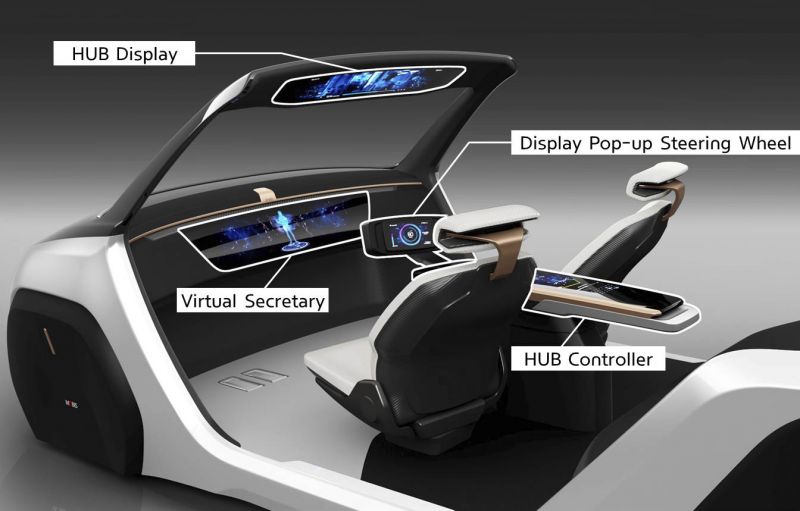 HUB Display
Display Pop-up Steering Wheel
Virtual Secretary
HUB Controller